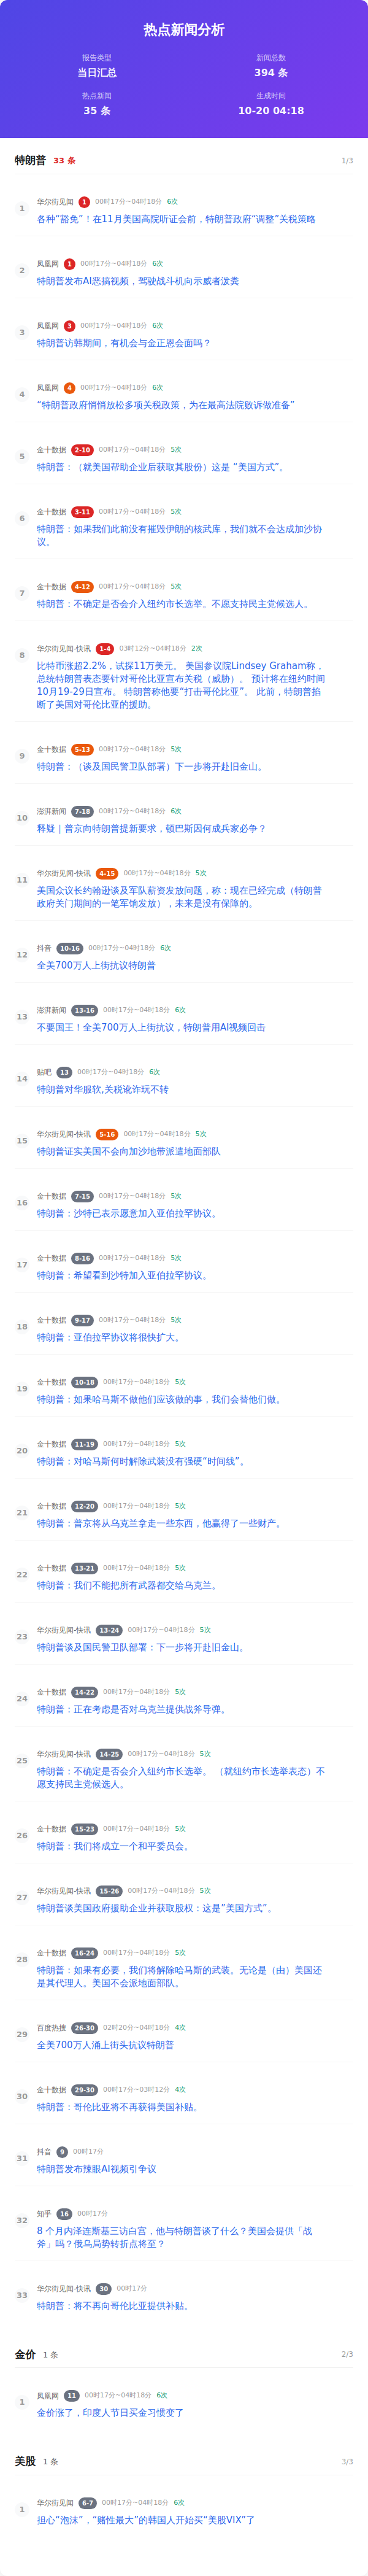 热点新闻分析
报告类型
当日汇总
新闻总数
394 条
热点新闻
35 条
生成时间
10-20 04:18
特朗普 33 条 1/3
1 华尔街见闻 1 00时17分~04时18分 6次
各种“豁免”！在11月美国高院听证会前，特朗普政府“调整”关税策略
2 凤凰网 1 00时17分~04时18分 6次
特朗普发布AI恶搞视频，驾驶战斗机向示威者泼粪
3 凤凰网 3 00时17分~04时18分 6次
特朗普访韩期间，有机会与金正恩会面吗？
4 凤凰网 4 00时17分~04时18分 6次
“特朗普政府悄悄放松多项关税政策，为在最高法院败诉做准备”
5 金十数据 2-10 00时17分~04时18分 5次
特朗普：（就美国帮助企业后获取其股份）这是 “美国方式”。
6 金十数据 3-11 00时17分~04时18分 5次
特朗普：如果我们此前没有摧毁伊朗的核武库，我们就不会达成加沙协
议。
7 金十数据 4-12 00时17分~04时18分 5次
特朗普：不确定是否会介入纽约市长选举。不愿支持民主党候选人。
8 华尔街见闻-快讯 1-4 03时12分~04时18分 2次
比特币涨超2.2%，试探11万美元。 美国参议院Lindsey Graham称，
总统特朗普表态要针对哥伦比亚宣布关税（威胁）。 预计将在纽约时间
10月19-29日宣布。 特朗普称他要“打击哥伦比亚”。 此前，特朗普掐
断了美国对哥伦比亚的援助。
9 金十数据 5-13 00时17分~04时18分 5次
特朗普：（谈及国民警卫队部署）下一步将开赴旧金山。
10 澎湃新闻 7-18 00时17分~04时18分 6次
释疑｜普京向特朗普提新要求，顿巴斯因何成兵家必争？
11 华尔街见闻-快讯 4-15 00时17分~04时18分 5次
美国众议长约翰逊谈及军队薪资发放问题，称：现在已经完成（特朗普
政府关门期间的一笔军饷发放），未来是没有保障的。
12 抖音 10-16 00时17分~04时18分 6次
全美700万人上街抗议特朗普
13 澎湃新闻 13-16 00时17分~04时18分 6次
不要国王！全美700万人上街抗议，特朗普用AI视频回击
14 贴吧 13 00时17分~04时18分 6次
特朗普对华服软,关税讹诈玩不转
15 华尔街见闻-快讯 5-16 00时17分~04时18分 5次
特朗普证实美国不会向加沙地带派遣地面部队
16 金十数据 7-15 00时17分~04时18分 5次
特朗普：沙特已表示愿意加入亚伯拉罕协议。
17 金十数据 8-16 00时17分~04时18分 5次
特朗普：希望看到沙特加入亚伯拉罕协议。
18 金十数据 9-17 00时17分~04时18分 5次
特朗普：亚伯拉罕协议将很快扩大。
19 金十数据 10-18 00时17分~04时18分 5次
特朗普：如果哈马斯不做他们应该做的事，我们会替他们做。
20 金十数据 11-19 00时17分~04时18分 5次
特朗普：对哈马斯何时解除武装没有强硬“时间线”。
21 金十数据 12-20 00时17分~04时18分 5次
特朗普：普京将从乌克兰拿走一些东西，他赢得了一些财产。
22 金十数据 13-21 00时17分~04时18分 5次
特朗普：我们不能把所有武器都交给乌克兰。
23 华尔街见闻-快讯 13-24 00时17分~04时18分 5次
特朗普谈及国民警卫队部署：下一步将开赴旧金山。
24 金十数据 14-22 00时17分~04时18分 5次
特朗普：正在考虑是否对乌克兰提供战斧导弹。
25 华尔街见闻-快讯 14-25 00时17分~04时18分 5次
特朗普：不确定是否会介入纽约市长选举。 （就纽约市长选举表态）不
愿支持民主党候选人。
26 金十数据 15-23 00时17分~04时18分 5次
特朗普：我们将成立一个和平委员会。
27 华尔街见闻-快讯 15-26 00时17分~04时18分 5次
特朗普谈美国政府援助企业并获取股权：这是“美国方式”。
28 金十数据 16-24 00时17分~04时18分 5次
特朗普：如果有必要，我们将解除哈马斯的武装。无论是（由）美国还
是其代理人。美国不会派地面部队。
29 百度热搜 26-30 02时20分~04时18分 4次
全美700万人涌上街头抗议特朗普
30 金十数据 29-30 00时17分~03时12分 4次
特朗普：哥伦比亚将不再获得美国补贴。
31 抖音 9 00时17分
特朗普发布辣眼AI视频引争议
32 知乎 16 00时17分
8 个月内泽连斯基三访白宫，他与特朗普谈了什么？美国会提供「战
斧」吗？俄乌局势转折点将至？
33 华尔街见闻-快讯 30 00时17分
特朗普：将不再向哥伦比亚提供补贴。
金价 1 条 2/3
1 凤凰网 11 00时17分~04时18分 6次
金价涨了，印度人节日买金习惯变了
美股 1 条 3/3
1 华尔街见闻 6-7 00时17分~04时18分 6次
担心“泡沫”，“赌性最大”的韩国人开始买“美股VIX”了